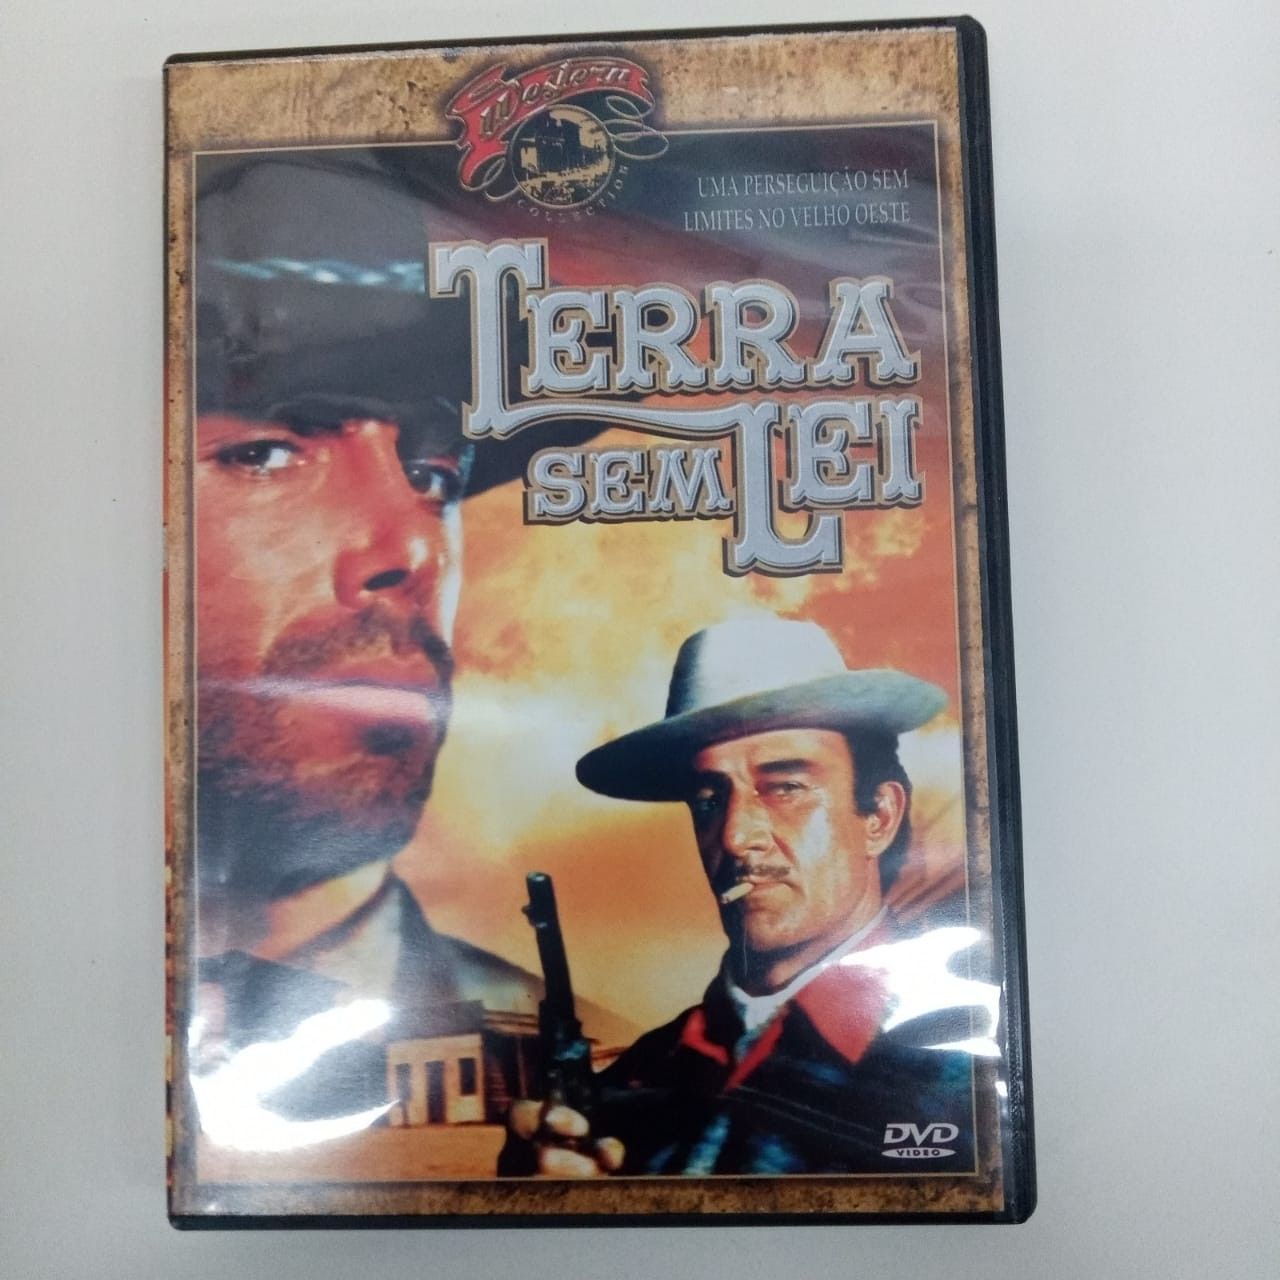 Western
COLLECTION
UMA PERSEGUIÇÃO SEM
LIMITES NO VELHO OESTE
TERRA
SEM LEI
DVD
VIDEO